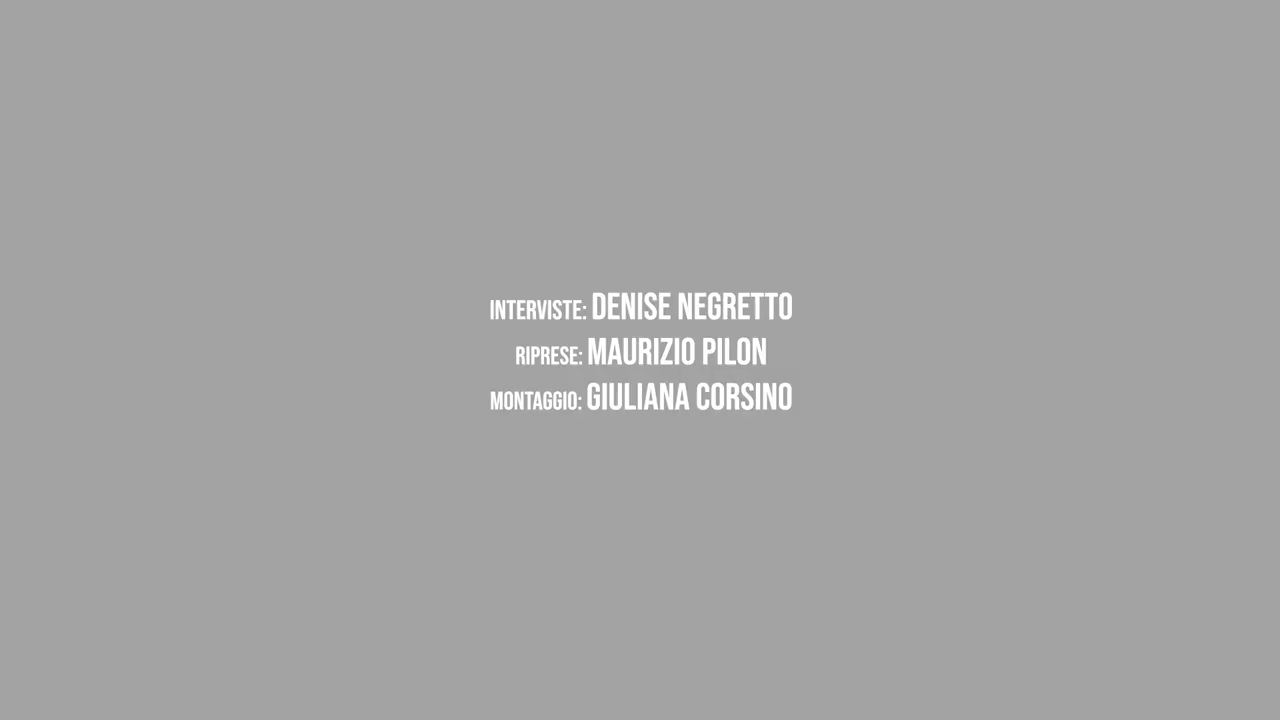 INTERVISTE: DENISE NEGRETTO
RIPRESE: MAURIZIO PILON
MONTAGGIO: GIULIANA CORSINO